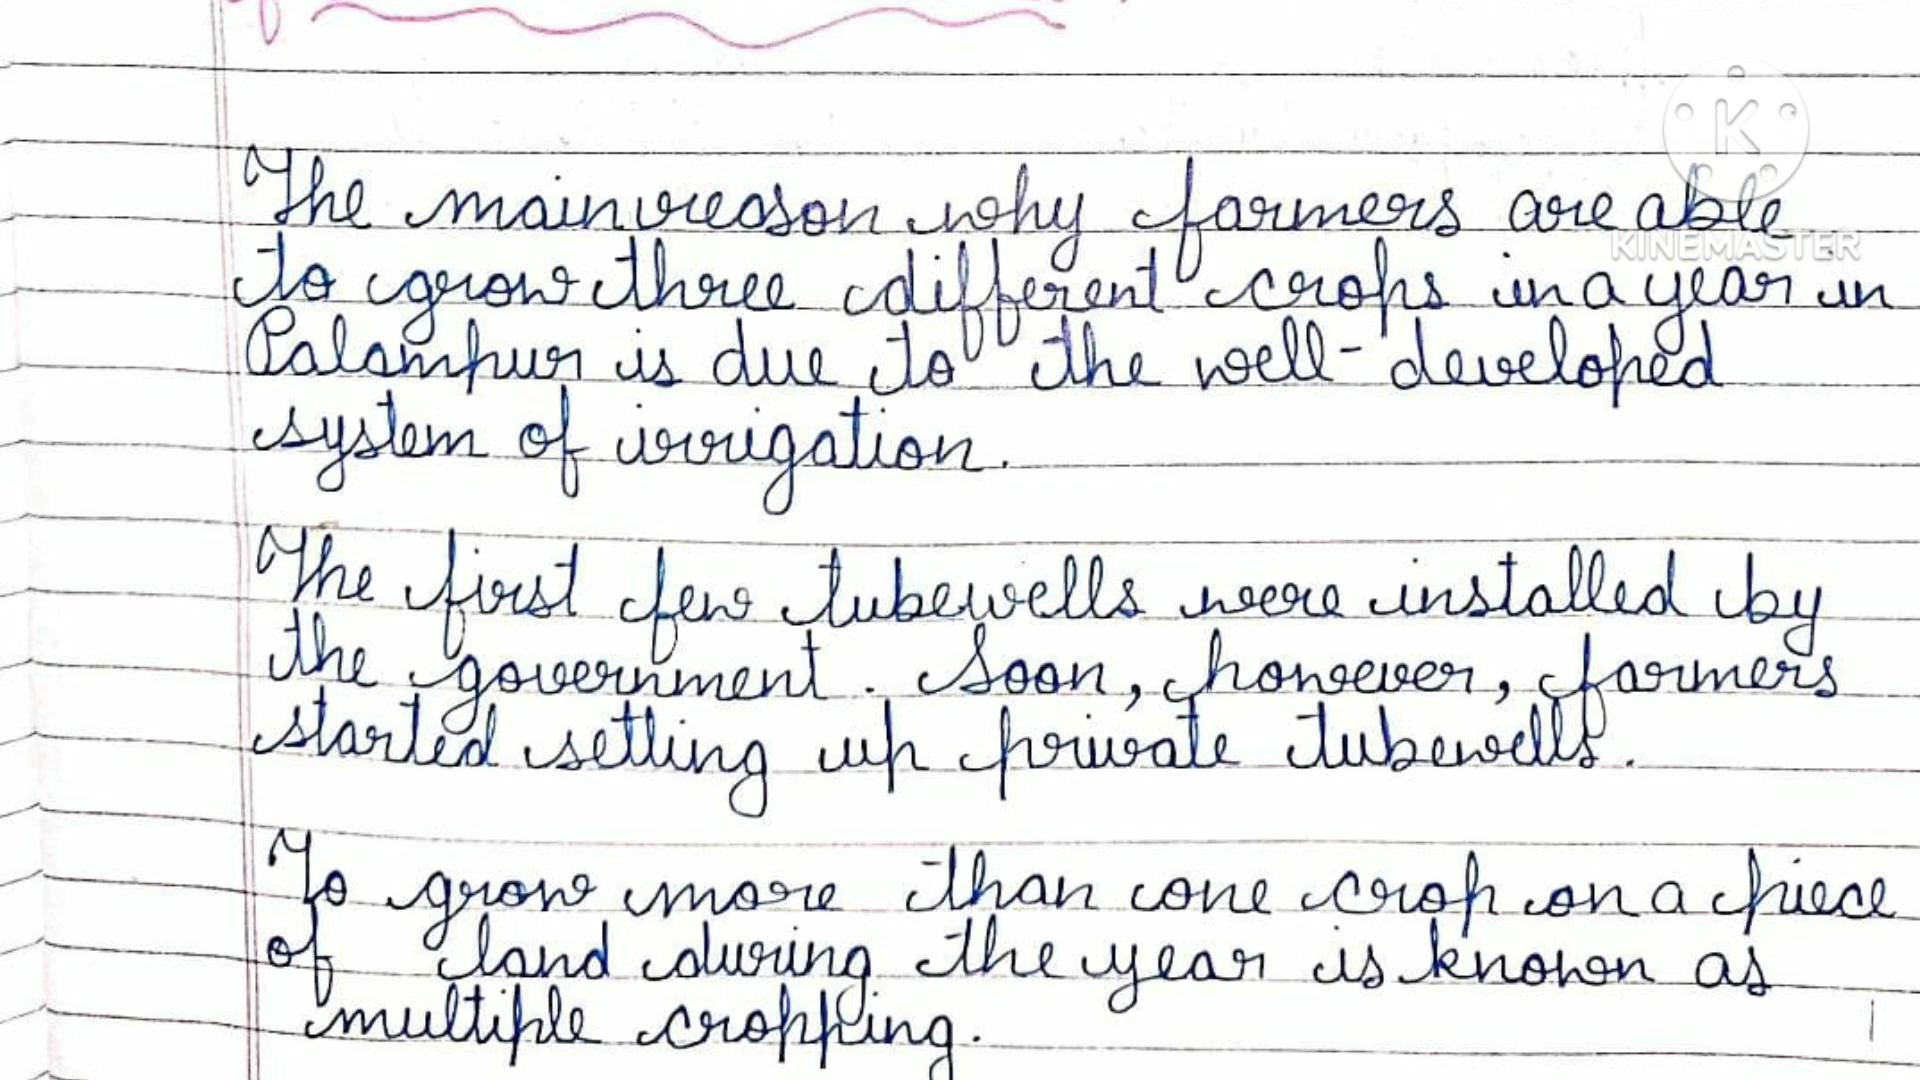 K
KINEMASTER
The main reason why farmers are able
to grow three different crops in a year in
Palampur is due to the well-developed
system of irrigation.
The first few tubewells were installed by
the government. Soon, however, farmers
started setting up private tubewells.
To grow more than one crop on a piece
of land during the year is known as
multiple cropping.